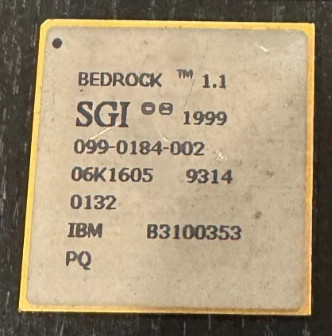 BEDROCK ™ 1.1
SGI Ⓒ Ⓜ 1999
099-0184-002
06K1605 9314
0132
IBM B3100353
PQ